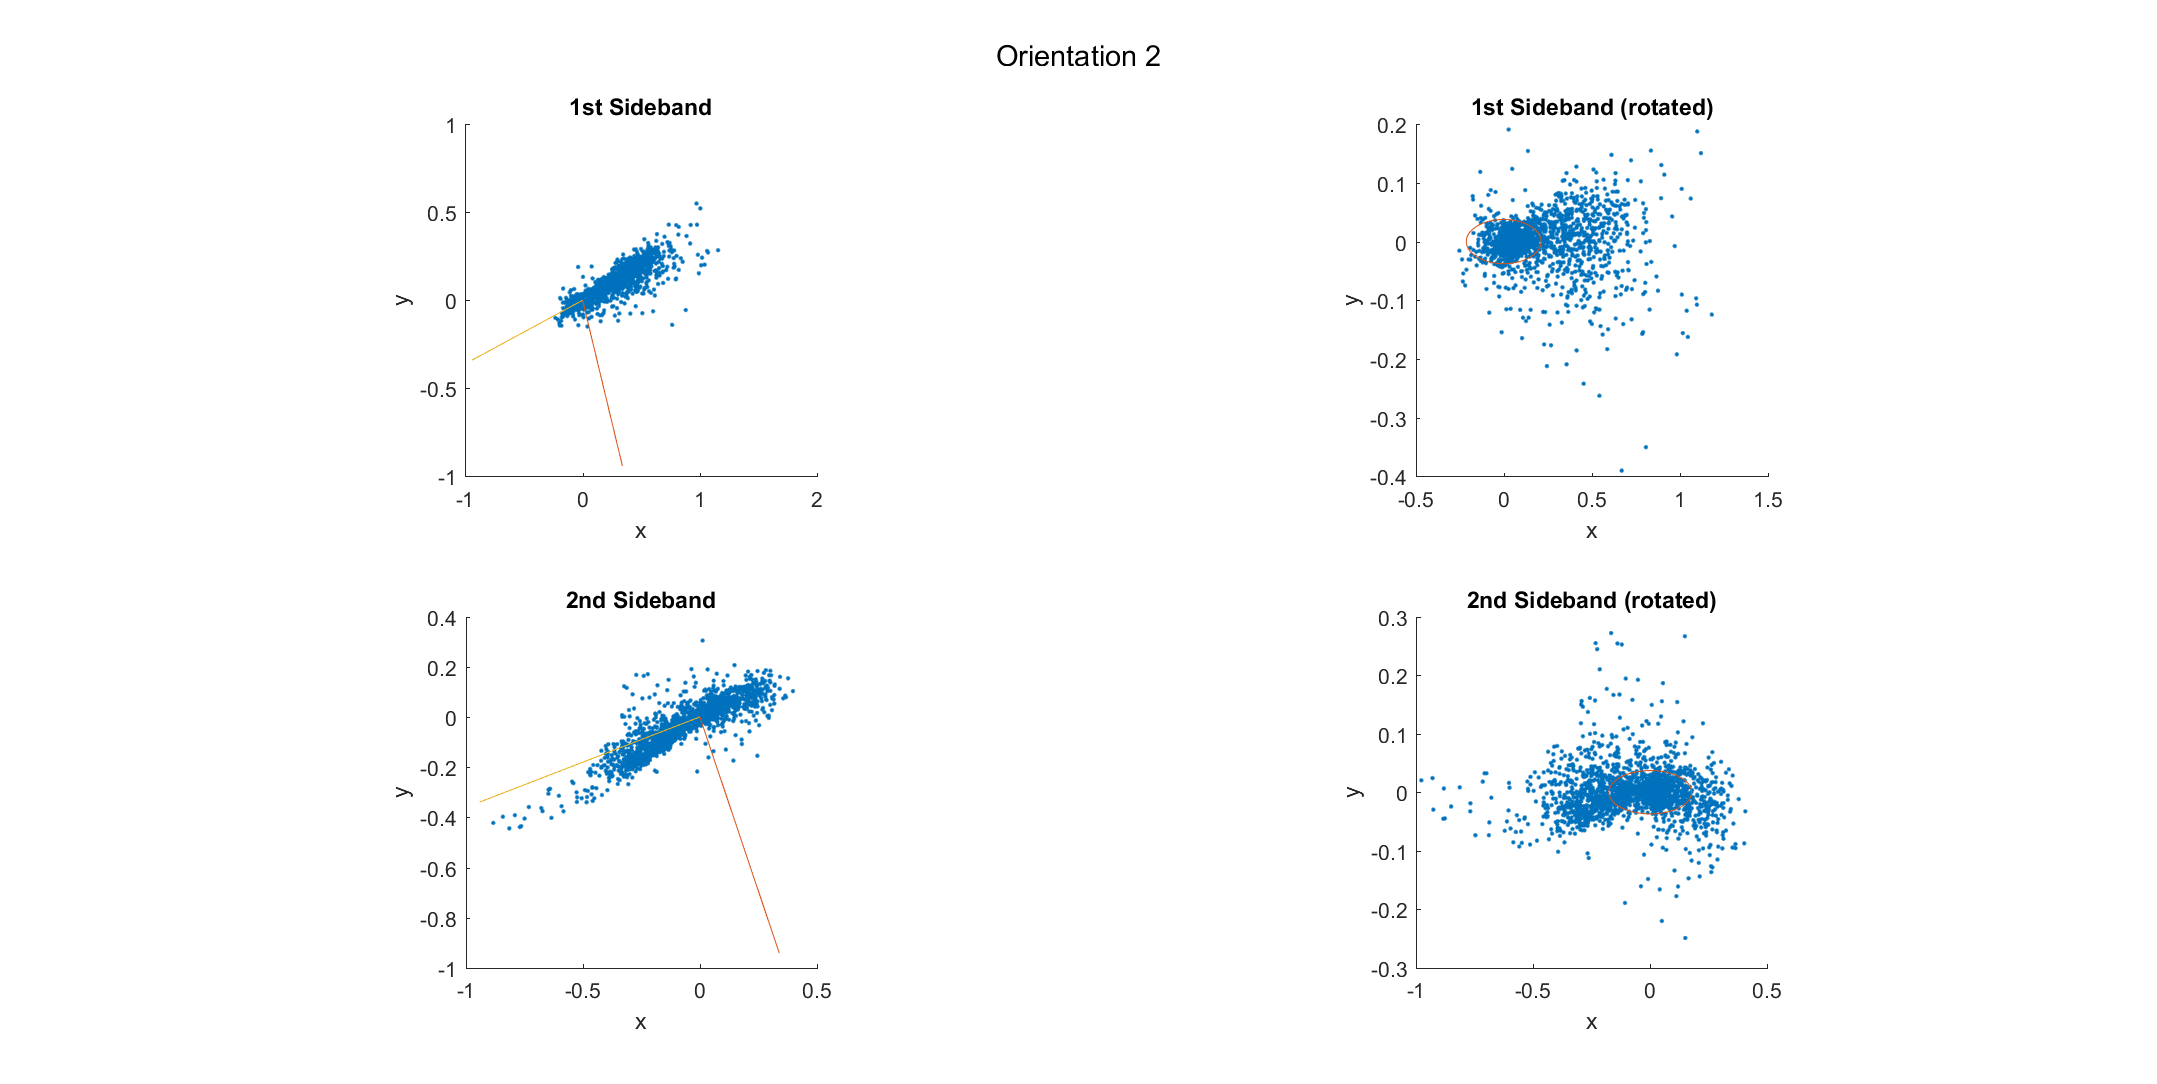 Orientation 2
1st Sideband
1
0.5
0
-0.5
-1
y
-1 0 1 2
x
1st Sideband (rotated)
0.2
0.1
0
-0.1
-0.2
-0.3
-0.4
y
-0.5 0 0.5 1 1.5
x
2nd Sideband
0.4
0.2
0
-0.2
-0.4
-0.6
-0.8
-1
y
-1 -0.5 0 0.5
x
2nd Sideband (rotated)
0.3
0.2
0.1
0
-0.1
-0.2
-0.3
y
-1 -0.5 0 0.5
x